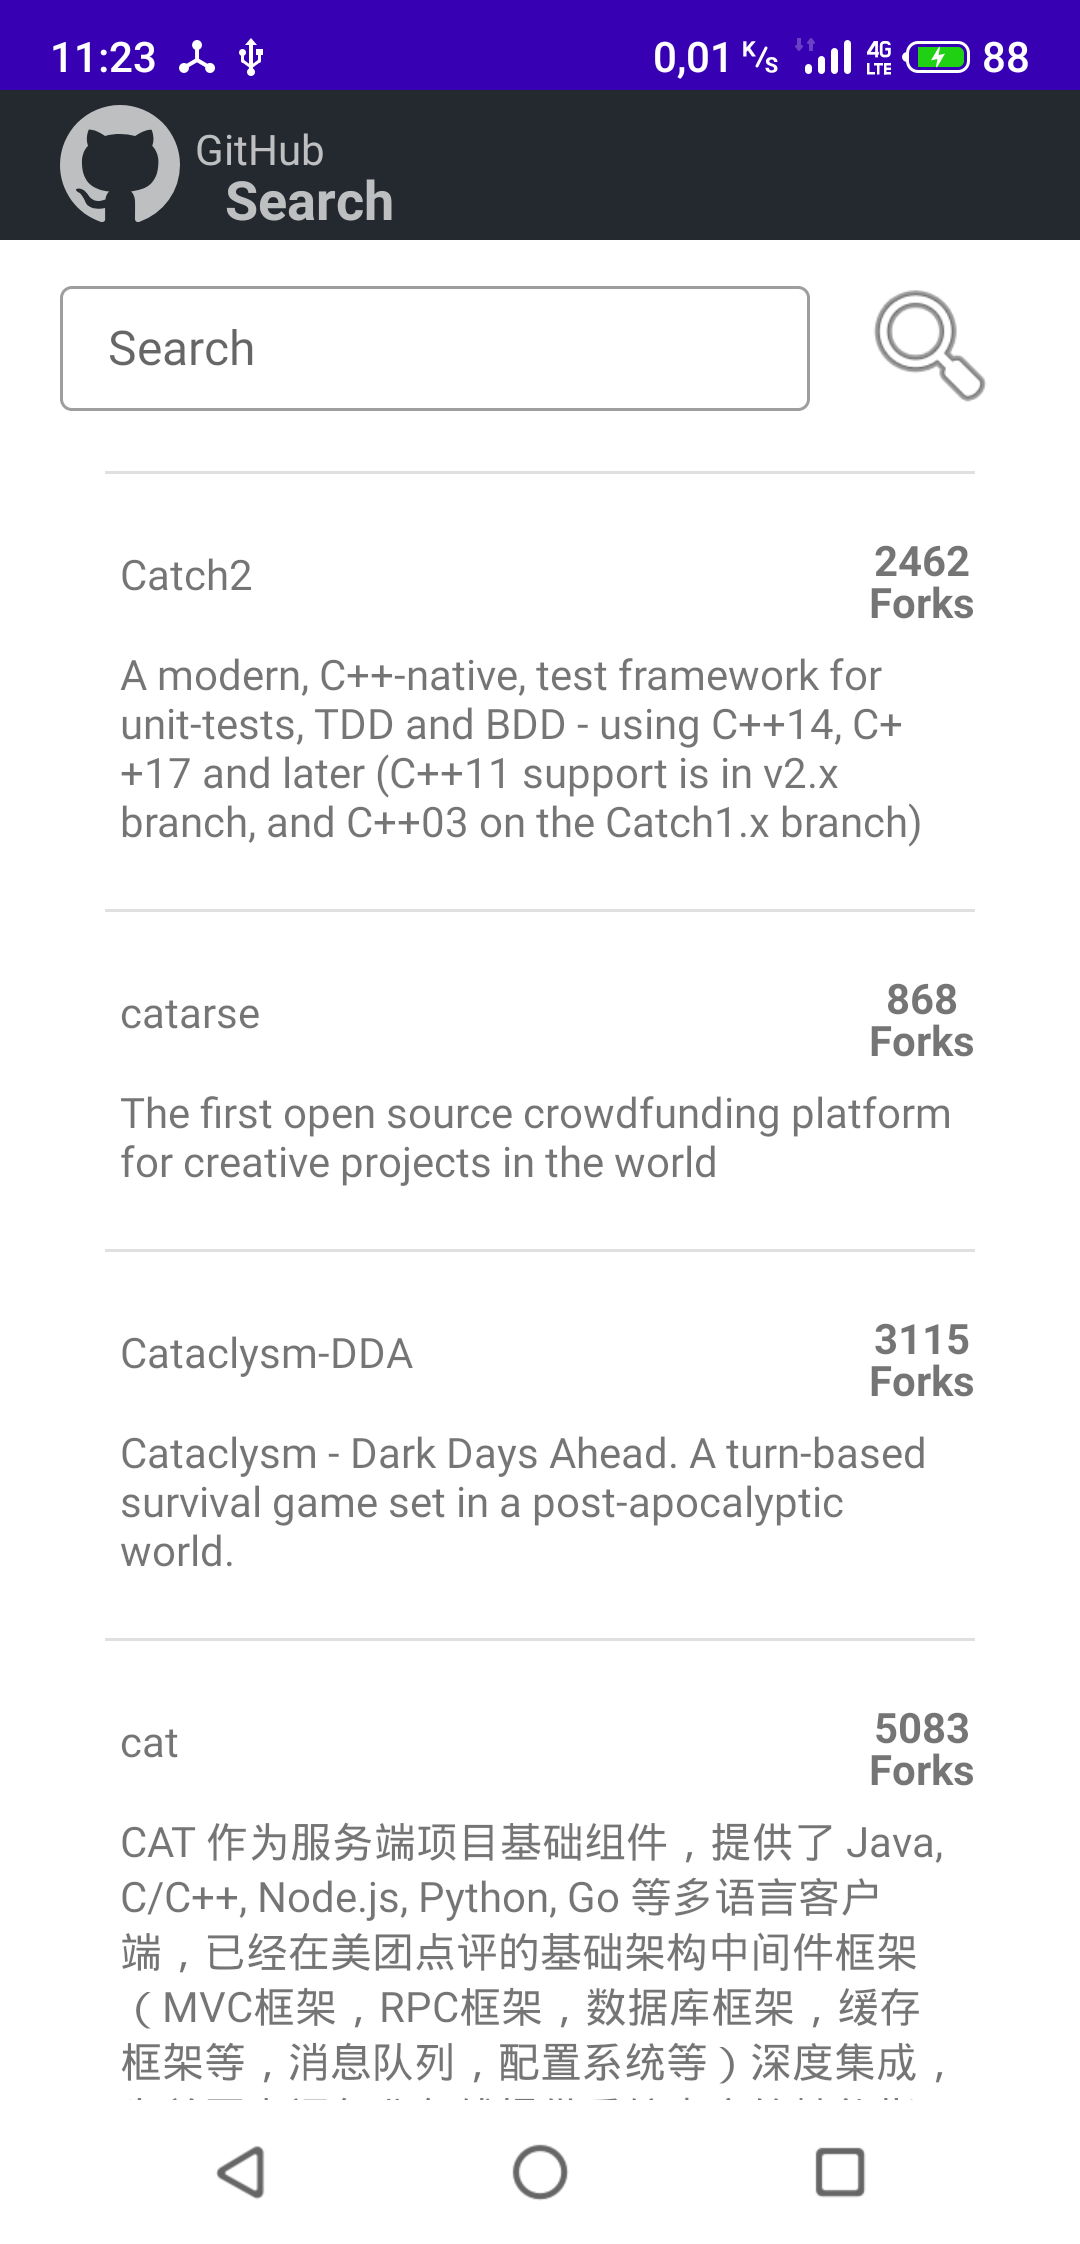 11:23
0,01 K/s 4G LTE 88
GitHub
Search
Search
Catch2
2462
Forks
A modern, C++-native, test framework for
unit-tests, TDD and BDD - using C++14, C+
+17 and later (C++11 support is in v2.x
branch, and C++03 on the Catch1.x branch)
catarse
868
Forks
The first open source crowdfunding platform
for creative projects in the world
Cataclysm-DDA
3115
Forks
Cataclysm - Dark Days Ahead. A turn-based
survival game set in a post-apocalyptic
world.
cat
5083
Forks
CAT 作为服务端项目基础组件，提供了 Java,
C/C++, Node.js, Python, Go 等多语言客户
端，已经在美团点评的基础架构中间件框架
（MVC框架，RPC框架，数据库框架，缓存
框架等，消息队列，配置系统等）深度集成，